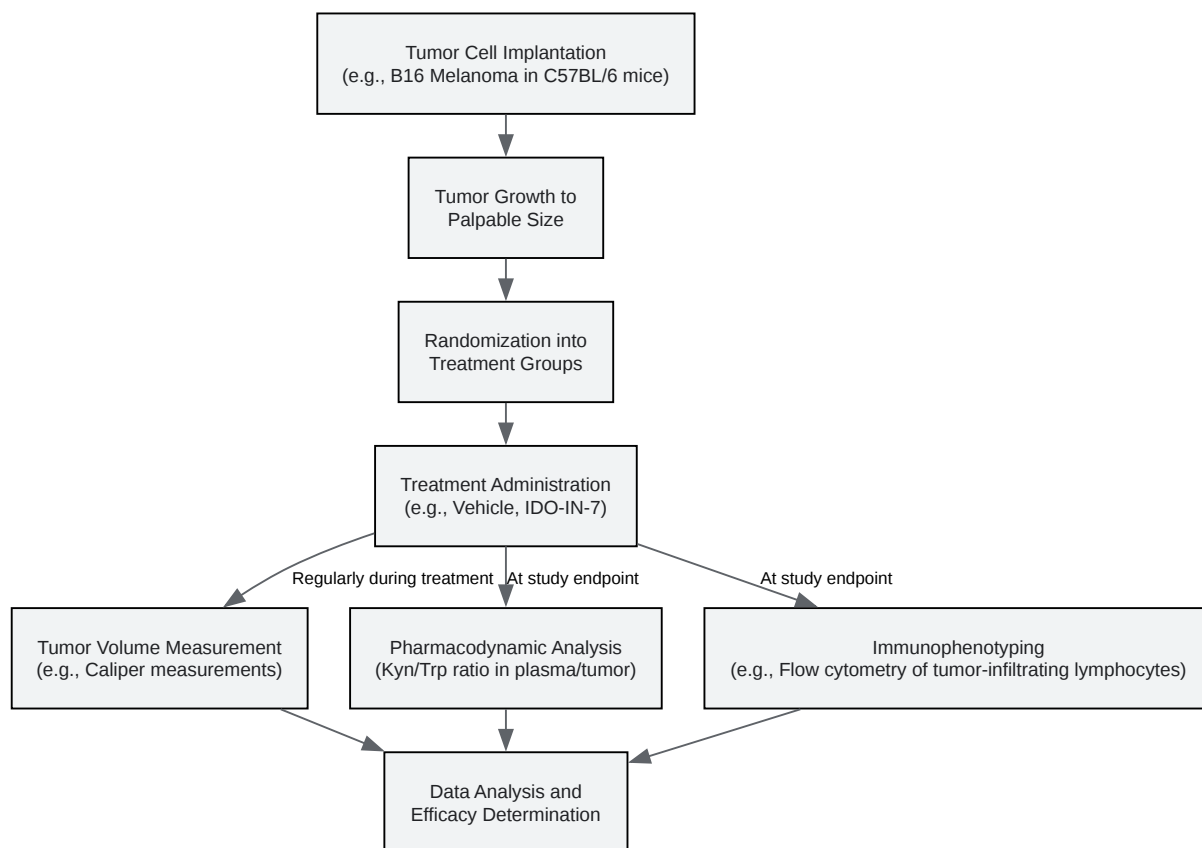 Tumor Cell Implantation
(e.g., B16 Melanoma in C57BL/6 mice)
Tumor Growth to
Palpable Size
Randomization into
Treatment Groups
Treatment Administration
(e.g., Vehicle, IDO-IN-7)
Regularly during treatment
At study endpoint
At study endpoint
Tumor Volume Measurement
(e.g., Caliper measurements)
Pharmacodynamic Analysis
(Kyn/Trp ratio in plasma/tumor)
Immunophenotyping
(e.g., Flow cytometry of tumor-infiltrating lymphocytes)
Data Analysis and
Efficacy Determination